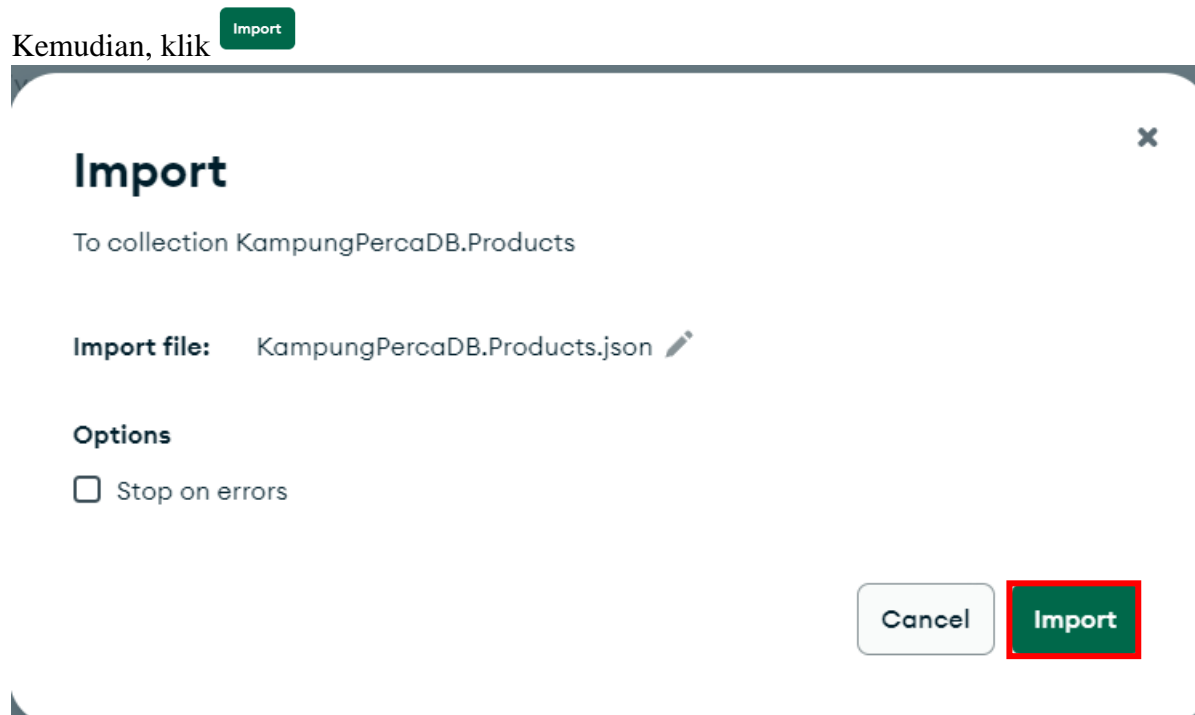 Kemudian, klik Import
Import
To collection KampungPercaDB.Products
Import file: KampungPercaDB.Products.json
Options
Stop on errors
Cancel Import